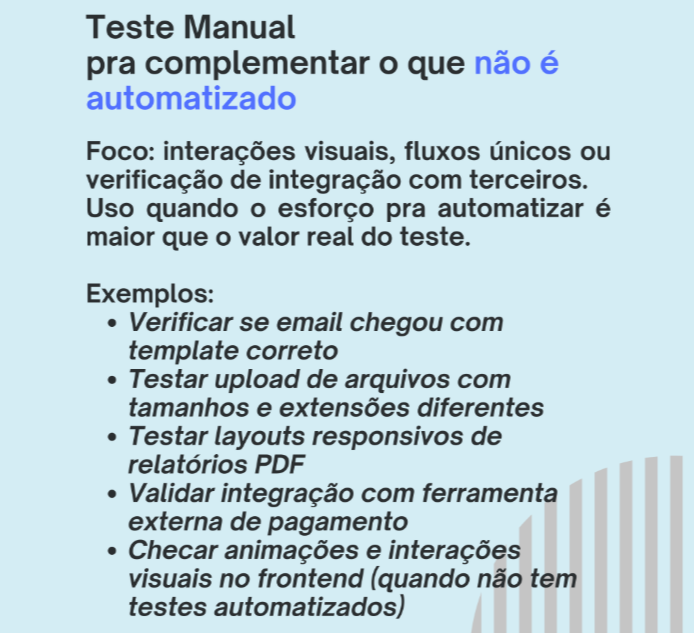 Teste Manual
pra complementar o que não é
automatizado
Foco: interações visuais, fluxos únicos ou
verificação de integração com terceiros.
Uso quando o esforço pra automatizar é
maior que o valor real do teste.
Exemplos:
• Verificar se email chegou com
template correto
• Testar upload de arquivos com
tamanhos e extensões diferentes
• Testar layouts responsivos de
relatórios PDF
• Validar integração com ferramenta
externa de pagamento
• Checar animações e interações
visuais no frontend (quando não tem
testes automatizados)